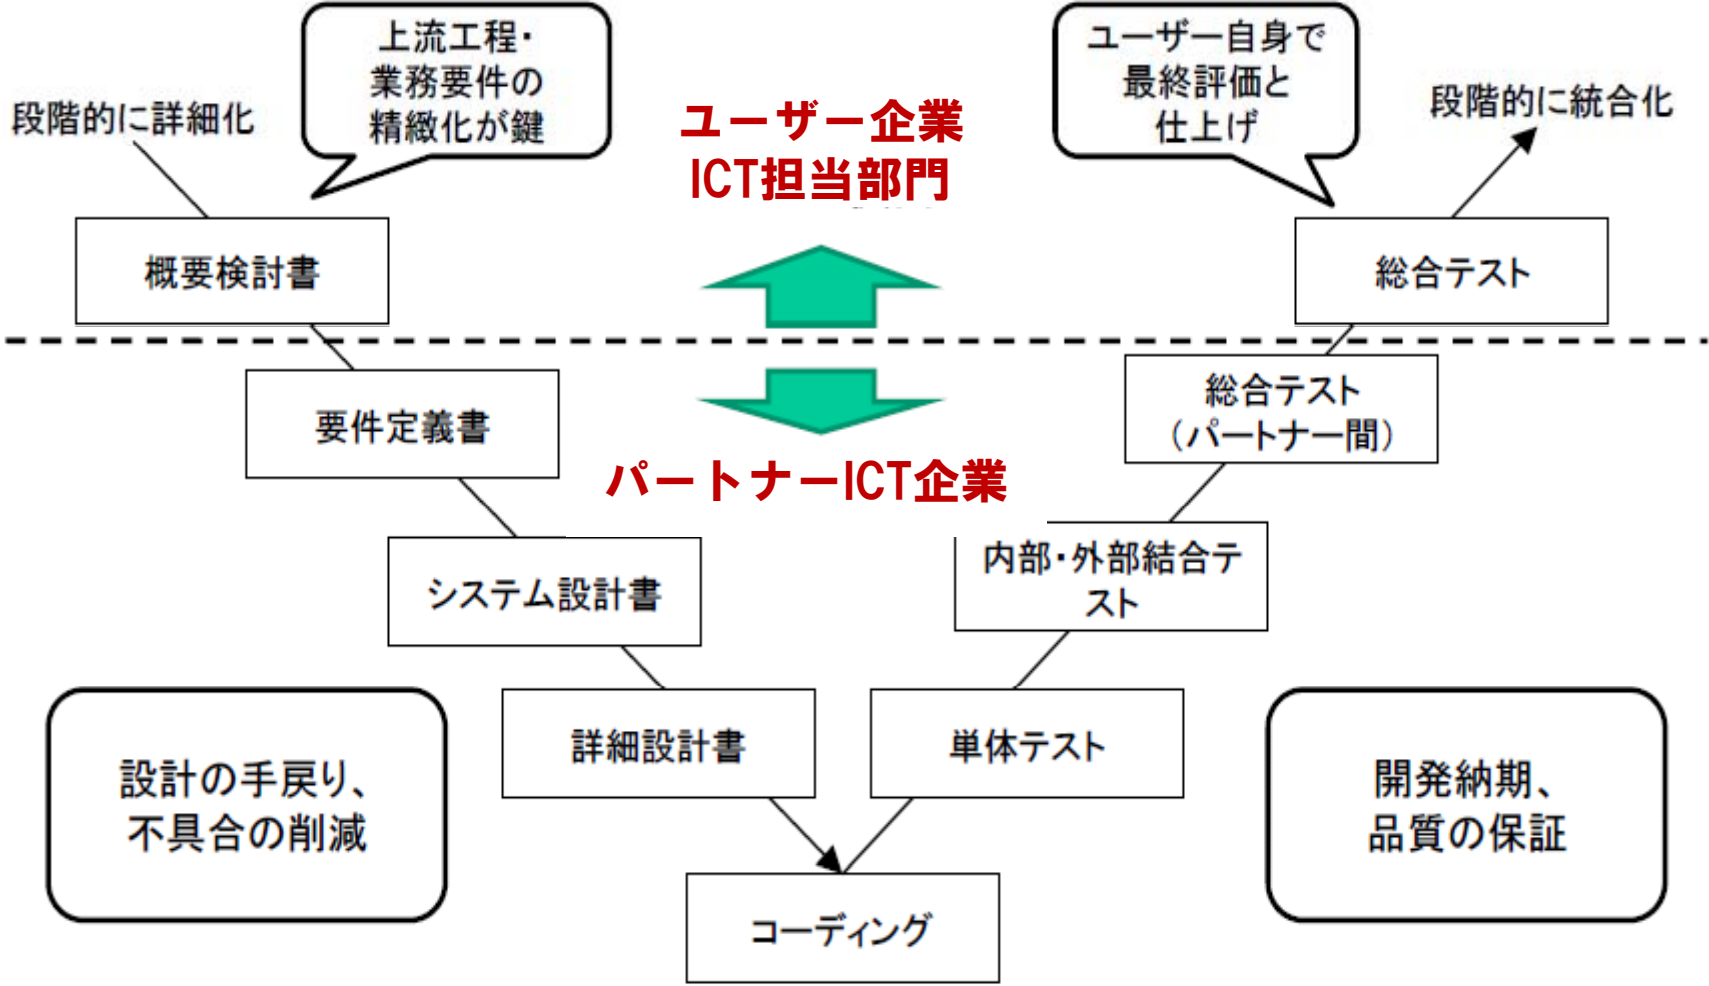 上流工程・
業務要件の
精緻化が鍵
ユーザー自身で
最終評価と
仕上げ
段階的に詳細化
ユーザー企業
ICT担当部門
段階的に統合化
概要検討書
総合テスト
要件定義書
総合テスト
（パートナー間）
パートナーICT企業
システム設計書
内部・外部結合テ
スト
詳細設計書
単体テスト
設計の手戻り、
不具合の削減
開発納期、
品質の保証
コーディング